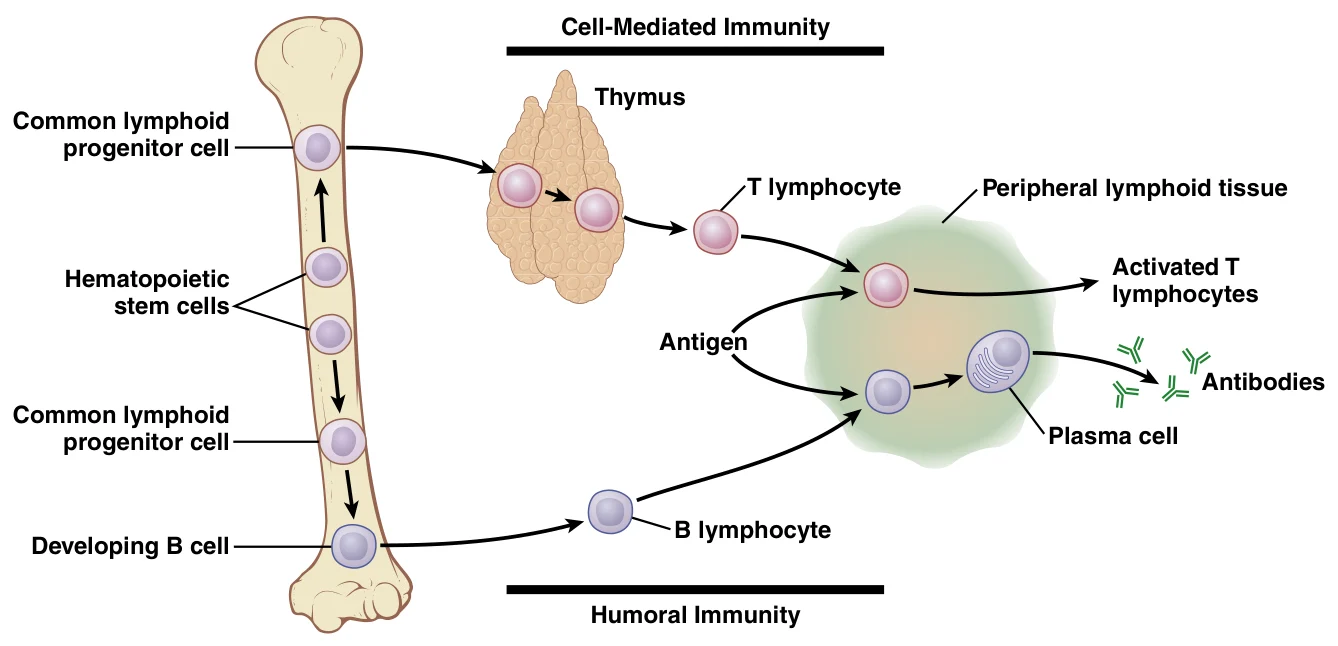 Cell-Mediated Immunity
Thymus
Common lymphoid
progenitor cell
T lymphocyte
Peripheral lymphoid tissue
Hematopoietic
stem cells
Activated T
lymphocytes
Antigen
Antibodies
Common lymphoid
progenitor cell
Plasma cell
B lymphocyte
Developing B cell
Humoral Immunity